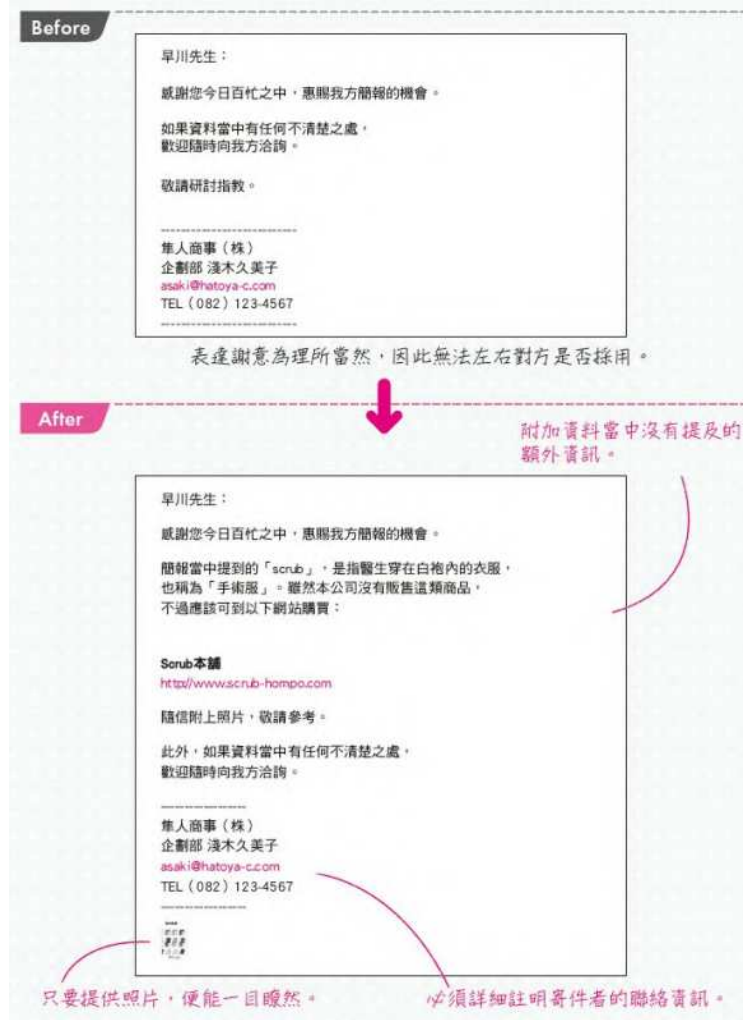 Before
早川先生：
感謝您今日百忙之中，惠賜我方簡報的機會。
如果資料當中有任何不清楚之處，
歡迎隨時向我方洽詢。
敬請研討指教。
----------------------------
隼人商事（株）
企劃部 淺木久美子
asaki@hatoya-c.com
TEL（082）123-4567
----------------------------
表達謝意為理所當然，因此無法左右對方是否採用。
After
附加資料當中沒有提及的
額外資訊。
早川先生：
感謝您今日百忙之中，惠賜我方簡報的機會。
簡報當中提到的「scrub」，是指醫生穿在白袍內的衣服，
也稱為「手術服」。雖然本公司沒有販售這類商品，
不過應該可到以下網站購買：
Scrub本舖
http://www.scrub-hompo.com
隨信附上照片，敬請參考。
此外，如果資料當中有任何不清楚之處，
歡迎隨時向我方洽詢。
--------------------
隼人商事（株）
企劃部 淺木久美子
asaki@hatoya-c.com
TEL（082）123-4567
--------------------
只要提供照片，便能一目瞭然。
必須詳細註明寄件者的聯絡資訊。